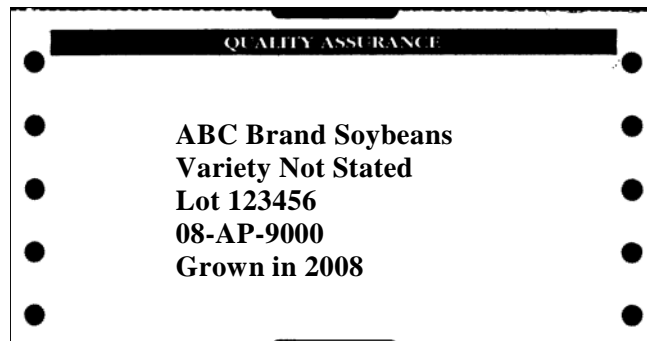 QUALITY ASSURANCE
ABC Brand Soybeans
Variety Not Stated
Lot 123456
08-AP-9000
Grown in 2008